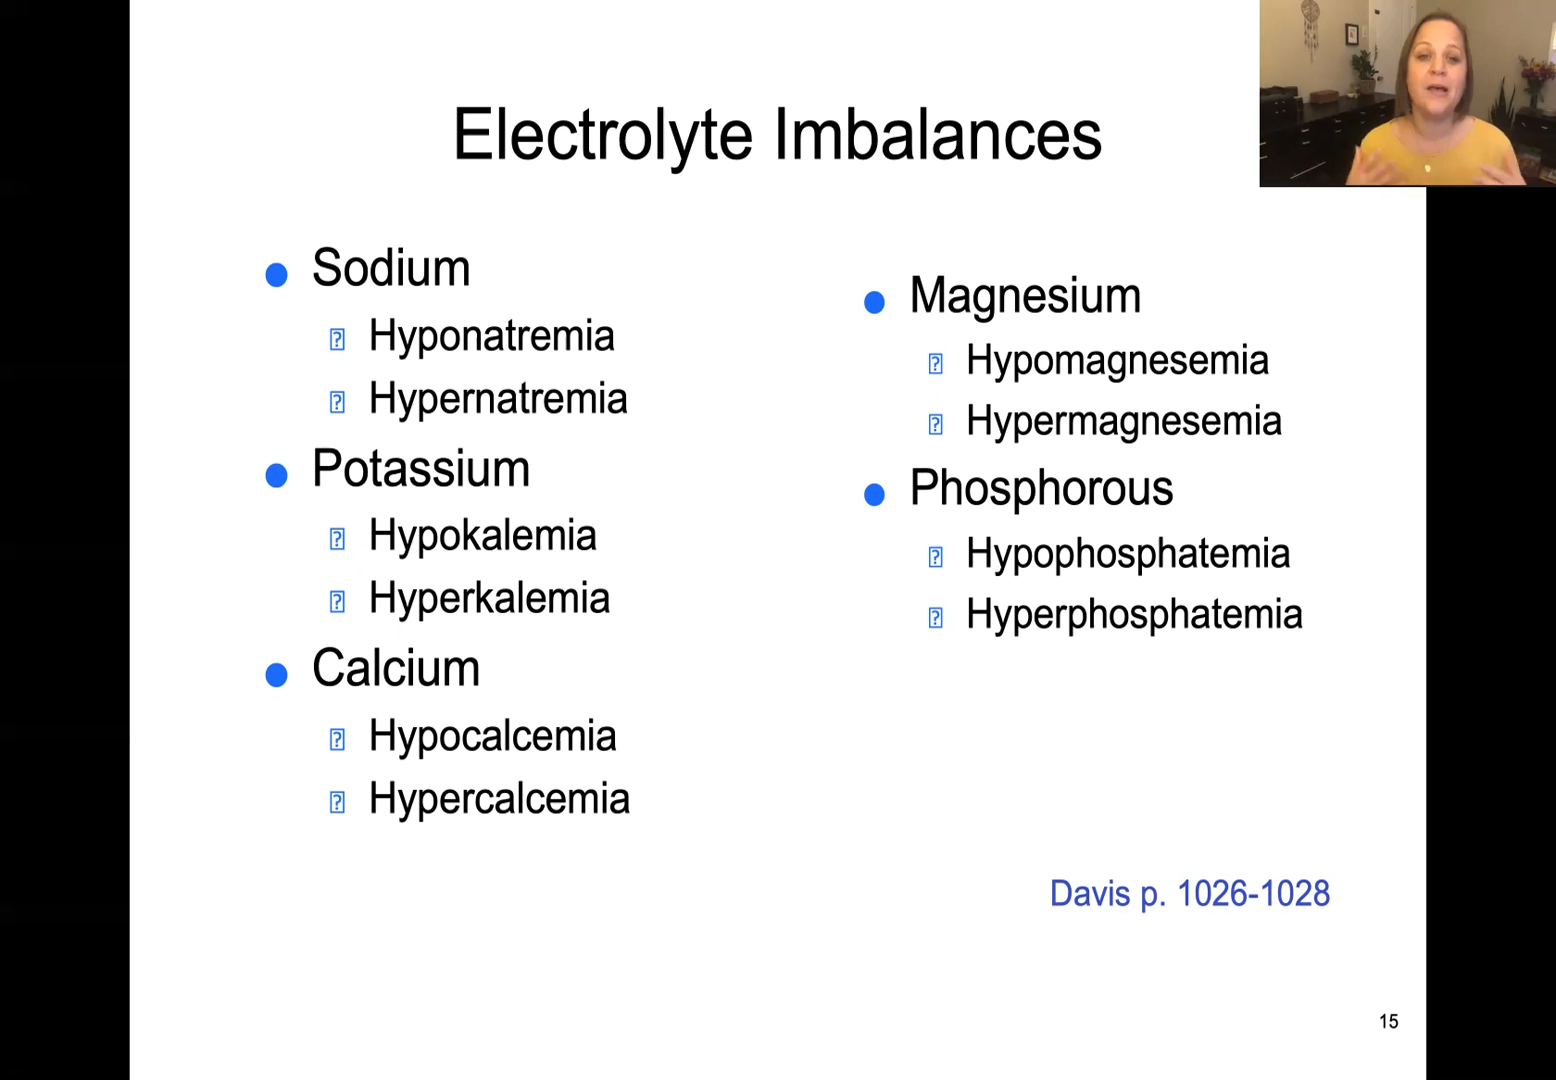 Electrolyte Imbalances
Sodium
Hyponatremia
Hypernatremia
Potassium
Hypokalemia
Hyperkalemia
Calcium
Hypocalcemia
Hypercalcemia
Magnesium
Hypomagnesemia
Hypermagnesemia
Phosphorous
Hypophosphatemia
Hyperphosphatemia
Davis p. 1026-1028
15